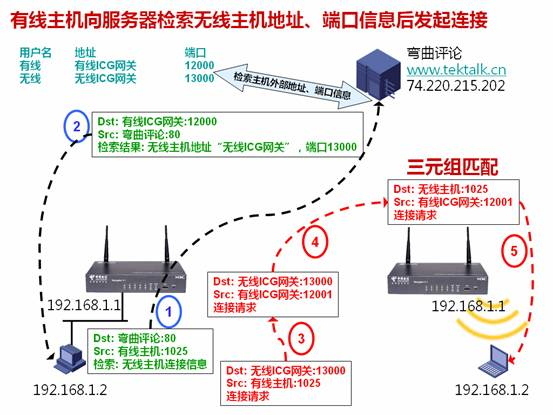 有线主机向服务器检索无线主机地址、端口信息后发起连接
用户名 地址 端口
有线 有线ICG网关 12000
无线 无线ICG网关 13000
检索主机外部地址、端口信息
弯曲评论
www.tektalk.cn
74.220.215.202
2
Dst: 有线ICG网关:12000
Src: 弯曲评论:80
检索结果: 无线主机地址“无线ICG网关”，端口13000
三元组匹配
Dst: 无线主机:1025
Src: 有线ICG网关:12001
连接请求
4
5
192.168.1.1
1
Dst: 无线ICG网关:13000
Src: 有线ICG网关:12001
连接请求
192.168.1.1
Dst: 弯曲评论:80
Src: 有线主机:1025
检索: 无线主机连接信息
3
Dst: 无线ICG网关:13000
Src: 有线主机:1025
连接请求
192.168.1.2
192.168.1.2